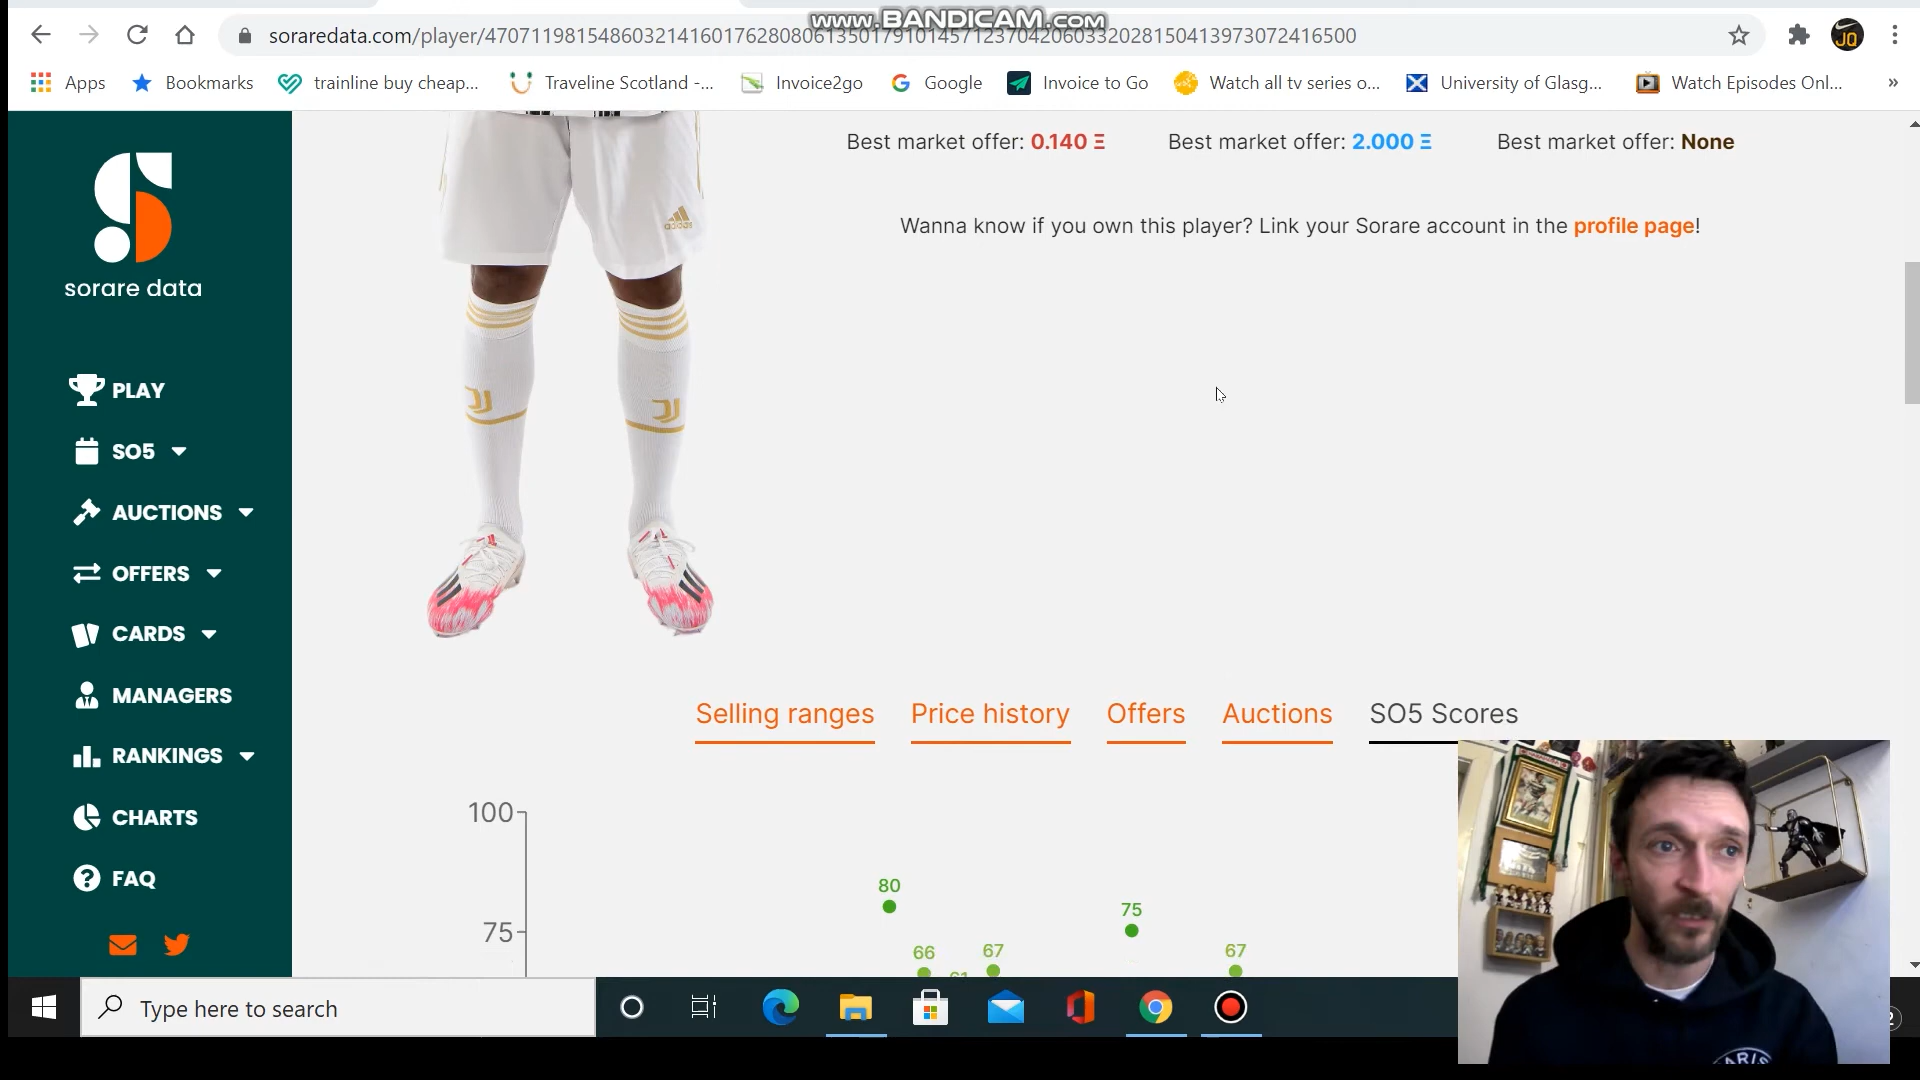 www.BANDICAM.com
soraredata.com/player/47071198154860321416017628080613501791014571237042060332028150413973072416500
JQ
Apps
Bookmarks
trainline buy cheap...
Traveline Scotland -...
Invoice2go
Google
Invoice to Go
Watch all tv series o...
University of Glasg...
Watch Episodes Onl...
»
sorare data
PLAY
SO5
AUCTIONS
OFFERS
CARDS
MANAGERS
RANKINGS
CHARTS
FAQ
Best market offer: 0.140 Ξ
Best market offer: 2.000 Ξ
Best market offer: None
Wanna know if you own this player? Link your Sorare account in the profile page!
adidas
Selling ranges
Price history
Offers
Auctions
SO5 Scores
100
80
75
75
66
67
67
Type here to search